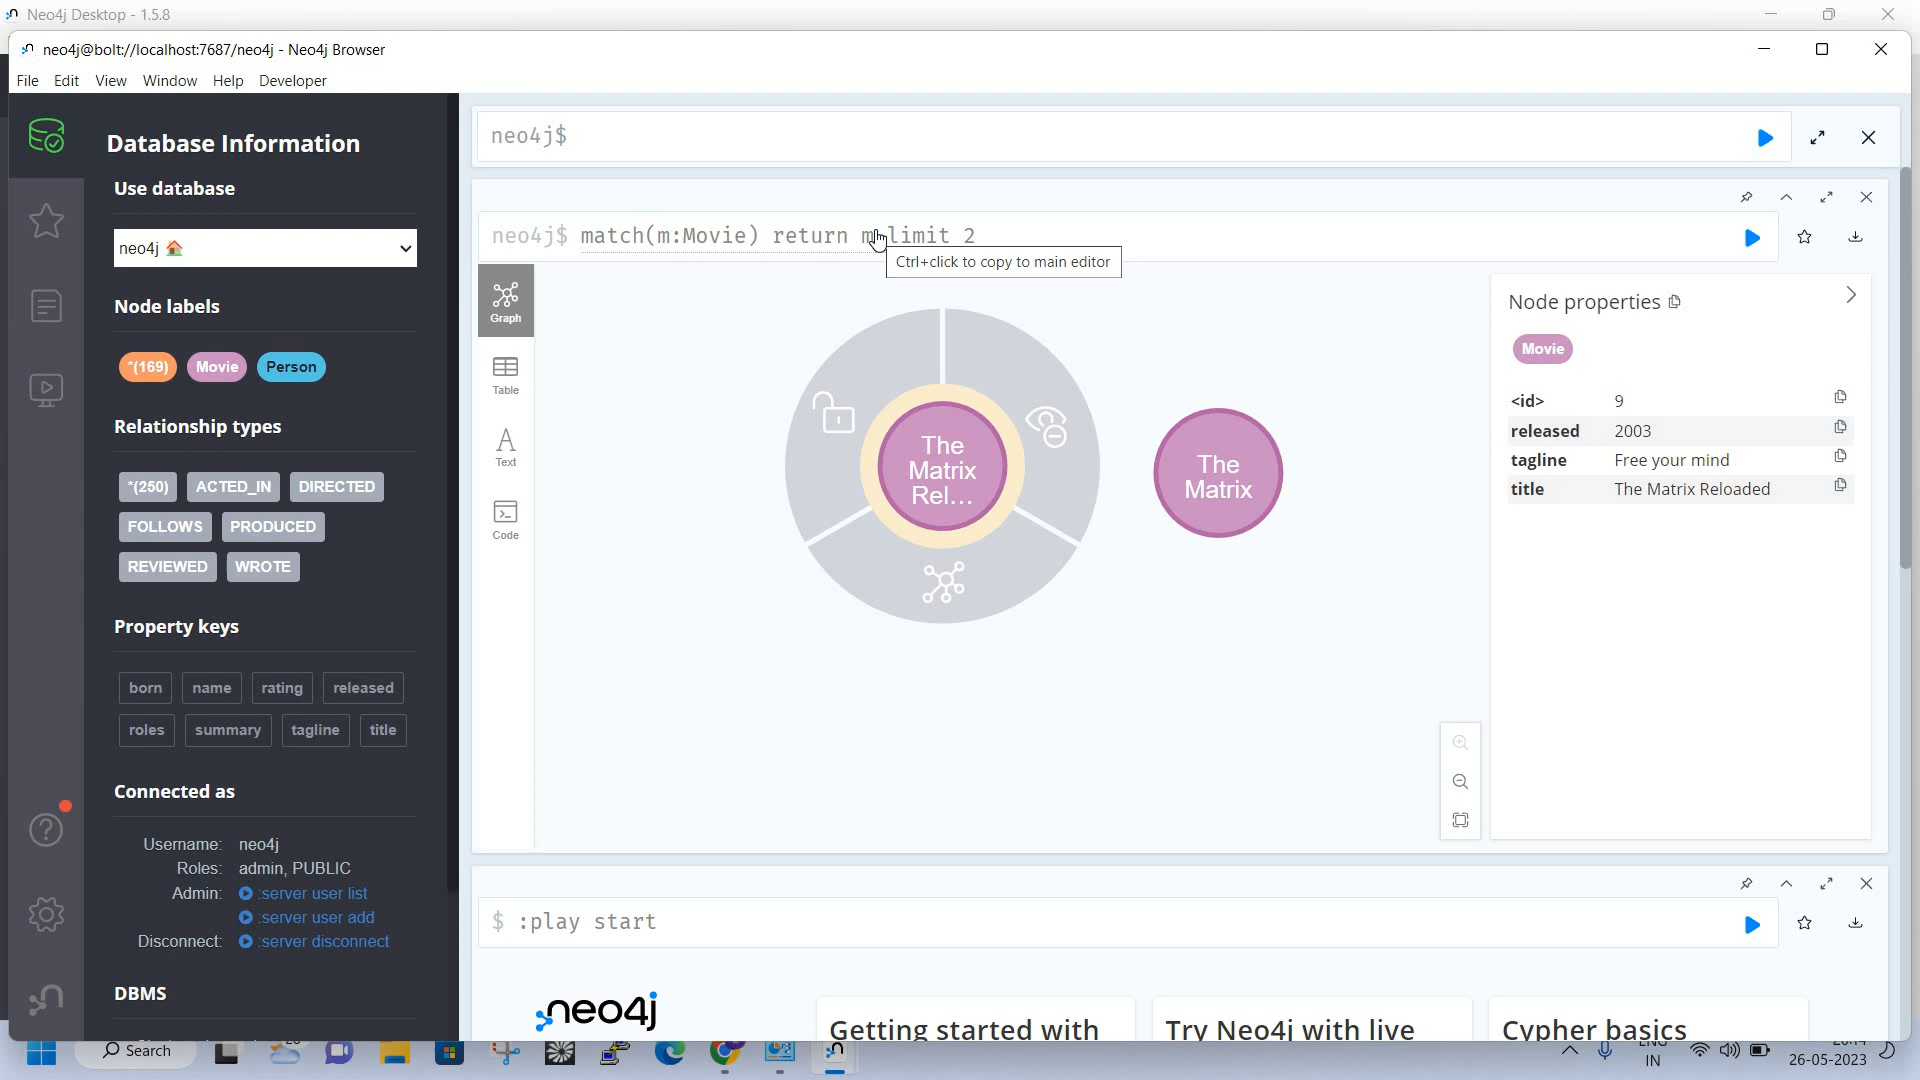 Neo4j Desktop - 1.5.8
neo4j@bolt://localhost:7687/neo4j - Neo4j Browser
File Edit View Window Help Developer
Database Information
Use database
neo4j
Node labels
*(169) Movie Person
Relationship types
*(250) ACTED_IN DIRECTED
FOLLOWS PRODUCED
REVIEWED WROTE
Property keys
born name rating released
roles summary tagline title
Connected as
Username: neo4j
Roles: admin, PUBLIC
Admin: :server user list
:server user add
Disconnect: :server disconnect
DBMS
neo4j$
neo4j$ match(m:Movie) return m limit 2
Ctrl+click to copy to main editor
Graph
Table
Text
Code
The
Matrix
Rel...
The
Matrix
Node properties
Movie
<id> 9
released 2003
tagline Free your mind
title The Matrix Reloaded
$ :play start
neo4j
Getting started with
Try Neo4j with live
Cypher basics
Search
ENG
IN
26-05-2023